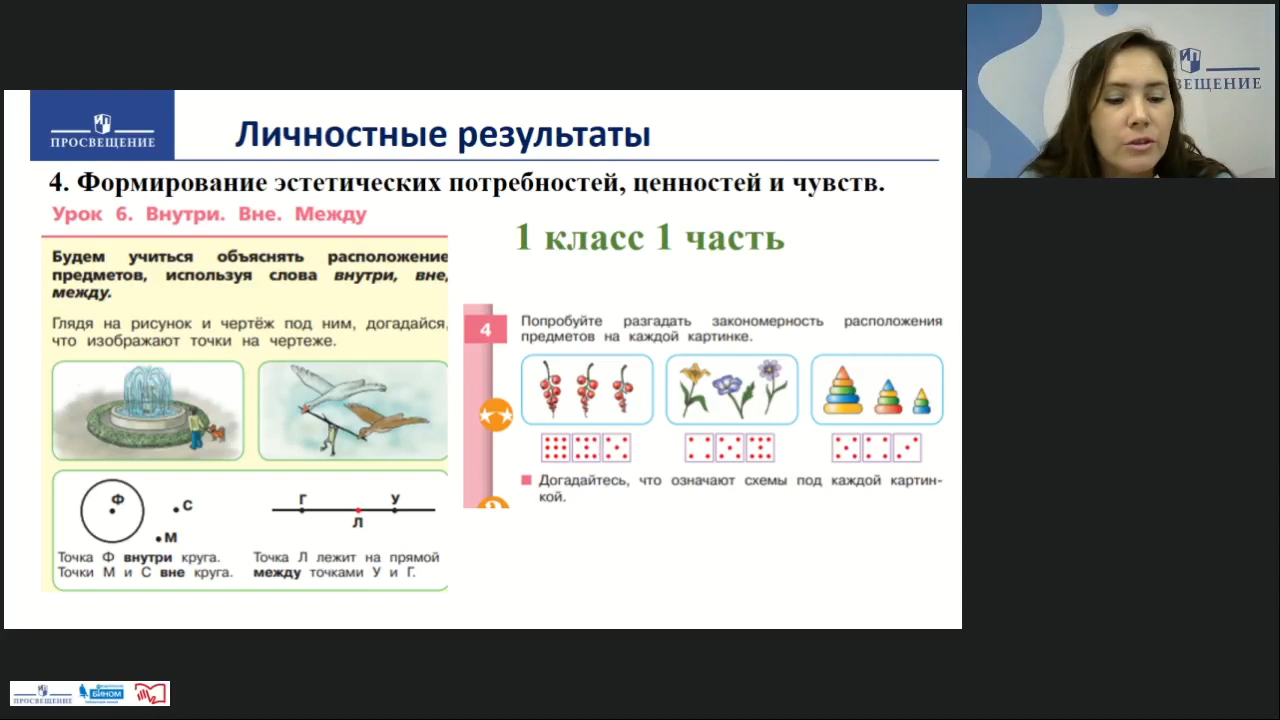 ПРОСВЕЩЕНИЕ
Личностные результаты
4. Формирование эстетических потребностей, ценностей и чувств.
Урок 6. Внутри. Вне. Между
Будем учиться объяснять расположение
предметов, используя слова внутри, вне,
между.
Глядя на рисунок и чертёж под ним, догадайся,
что изображают точки на чертеже.
Ф
С
М
Точка Ф внутри круга.
Точки М и С вне круга.
Г
У
Л
Точка Л лежит на прямой
между точками У и Г.
1 класс 1 часть
4
Попробуйте разгадать закономерность расположения
предметов на каждой картинке.
Догадайтесь, что означают схемы под каждой картин-
кой.
ВЕЩЕНИЕ
ПРОСВЕЩЕНИЕ
БИНОМ